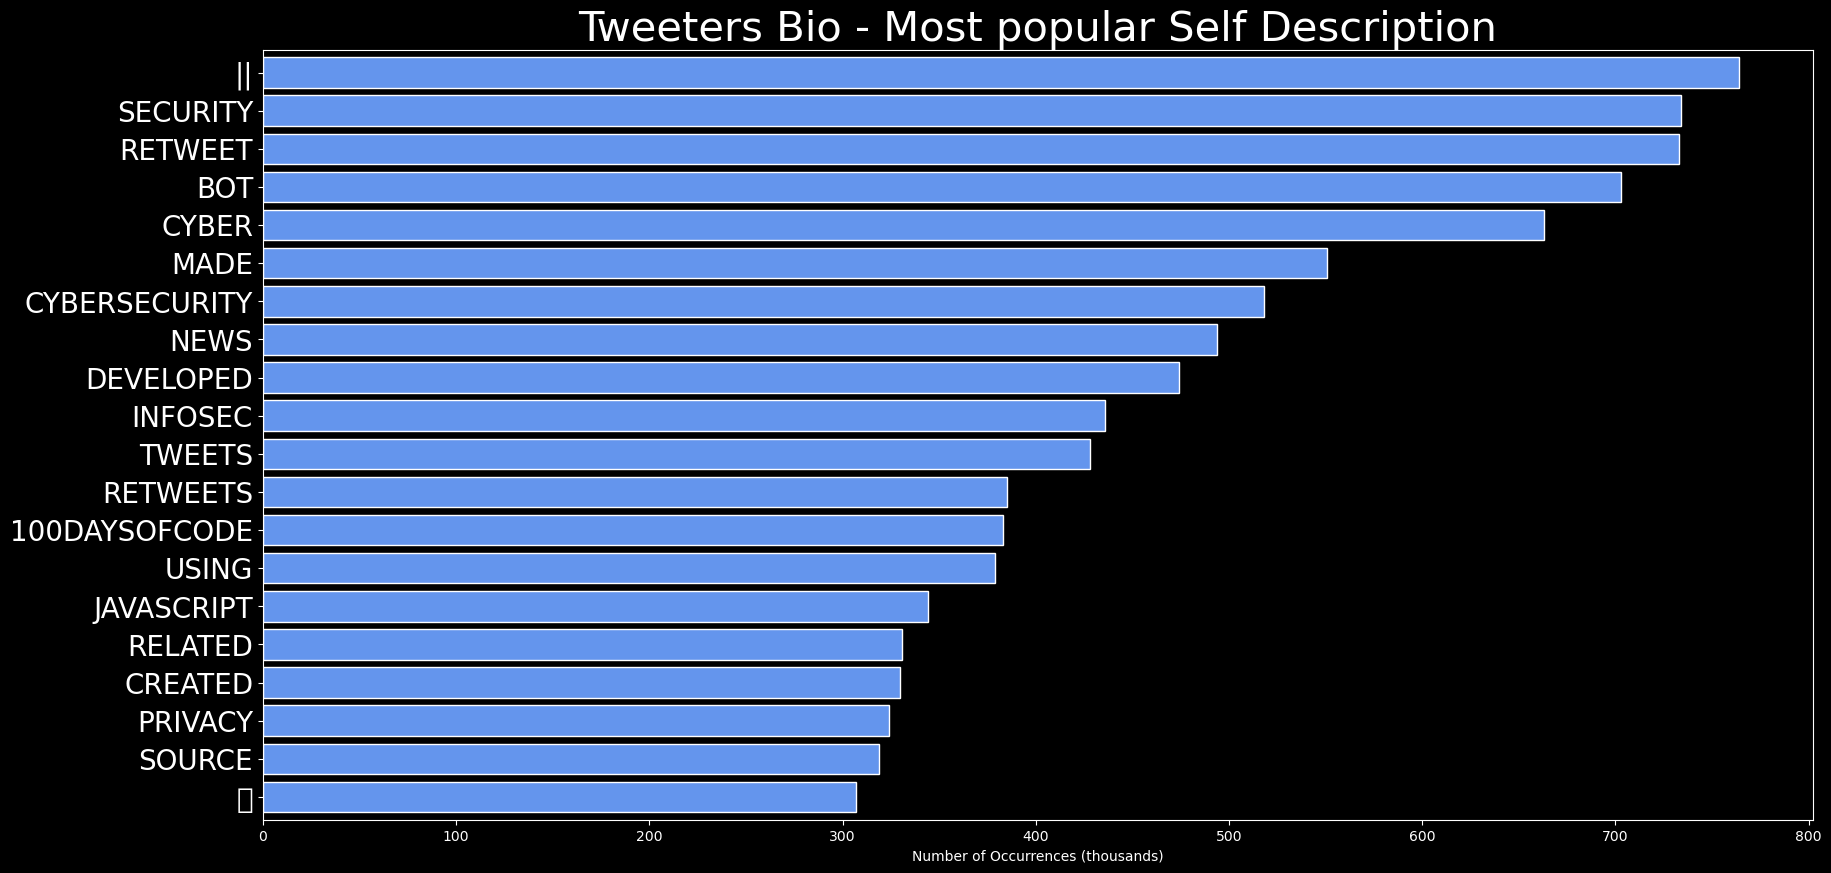 Tweeters Bio - Most popular Self Description
||
SECURITY
RETWEET
BOT
CYBER
MADE
CYBERSECURITY
NEWS
DEVELOPED
INFOSEC
TWEETS
RETWEETS
100DAYSOFCODE
USING
JAVASCRIPT
RELATED
CREATED
PRIVACY
SOURCE
0 100 200 300 400 500 600 700 800
Number of Occurrences (thousands)